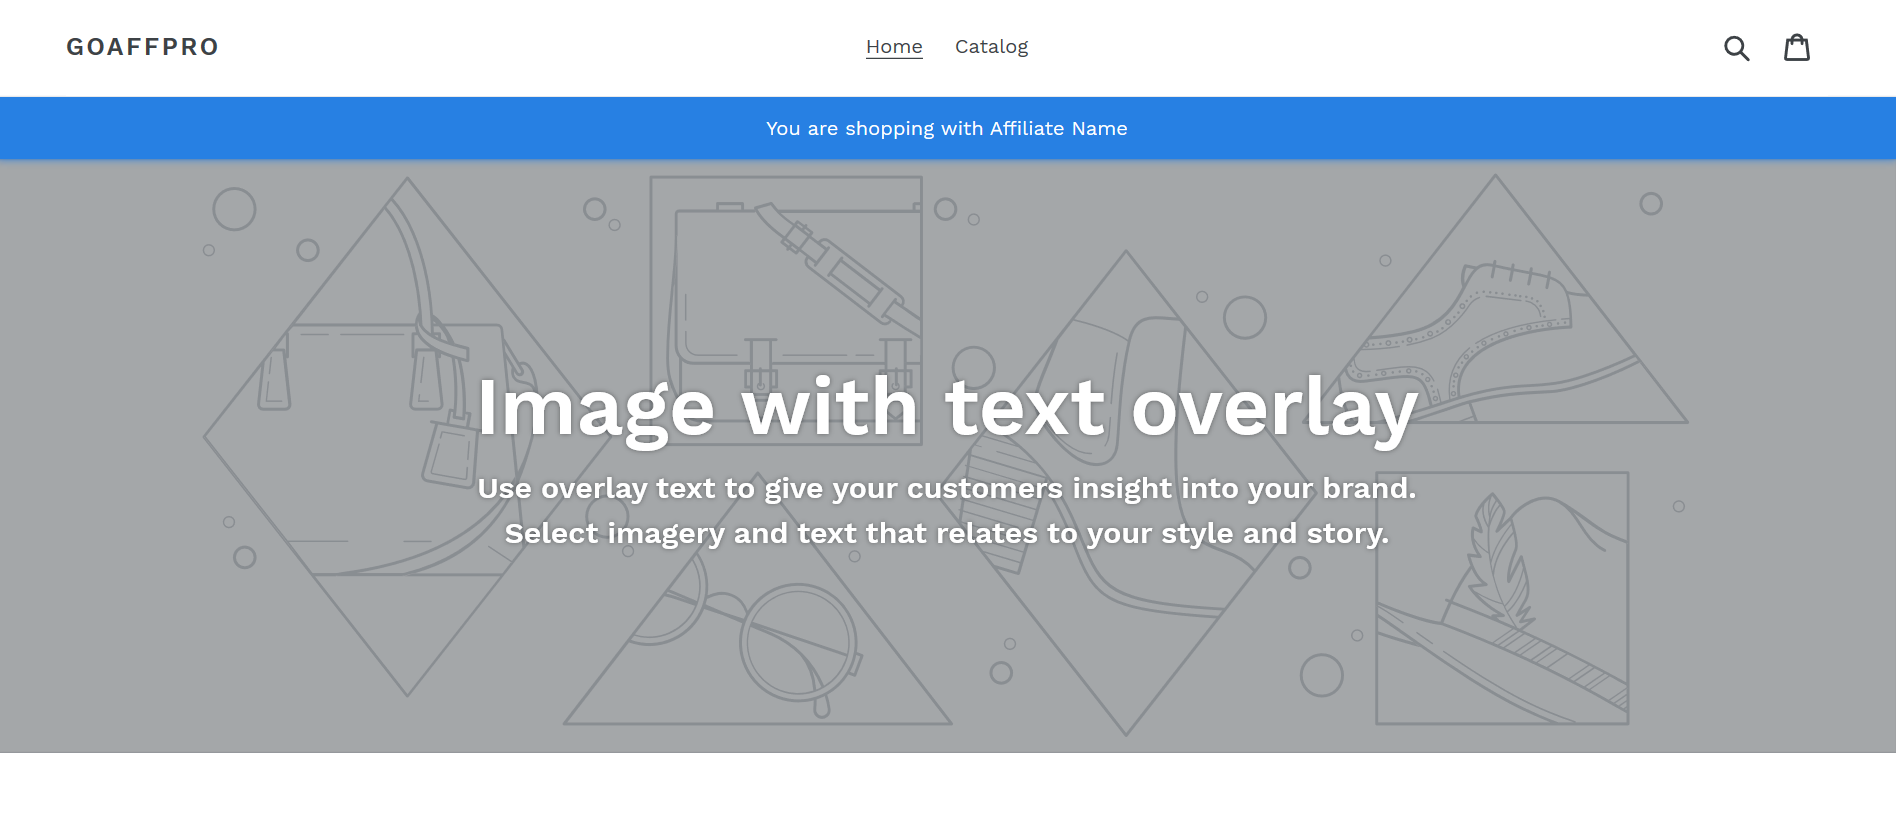 GOAFFPRO
Home Catalog
You are shopping with Affiliate Name
Image with text overlay
Use overlay text to give your customers insight into your brand.
Select imagery and text that relates to your style and story.